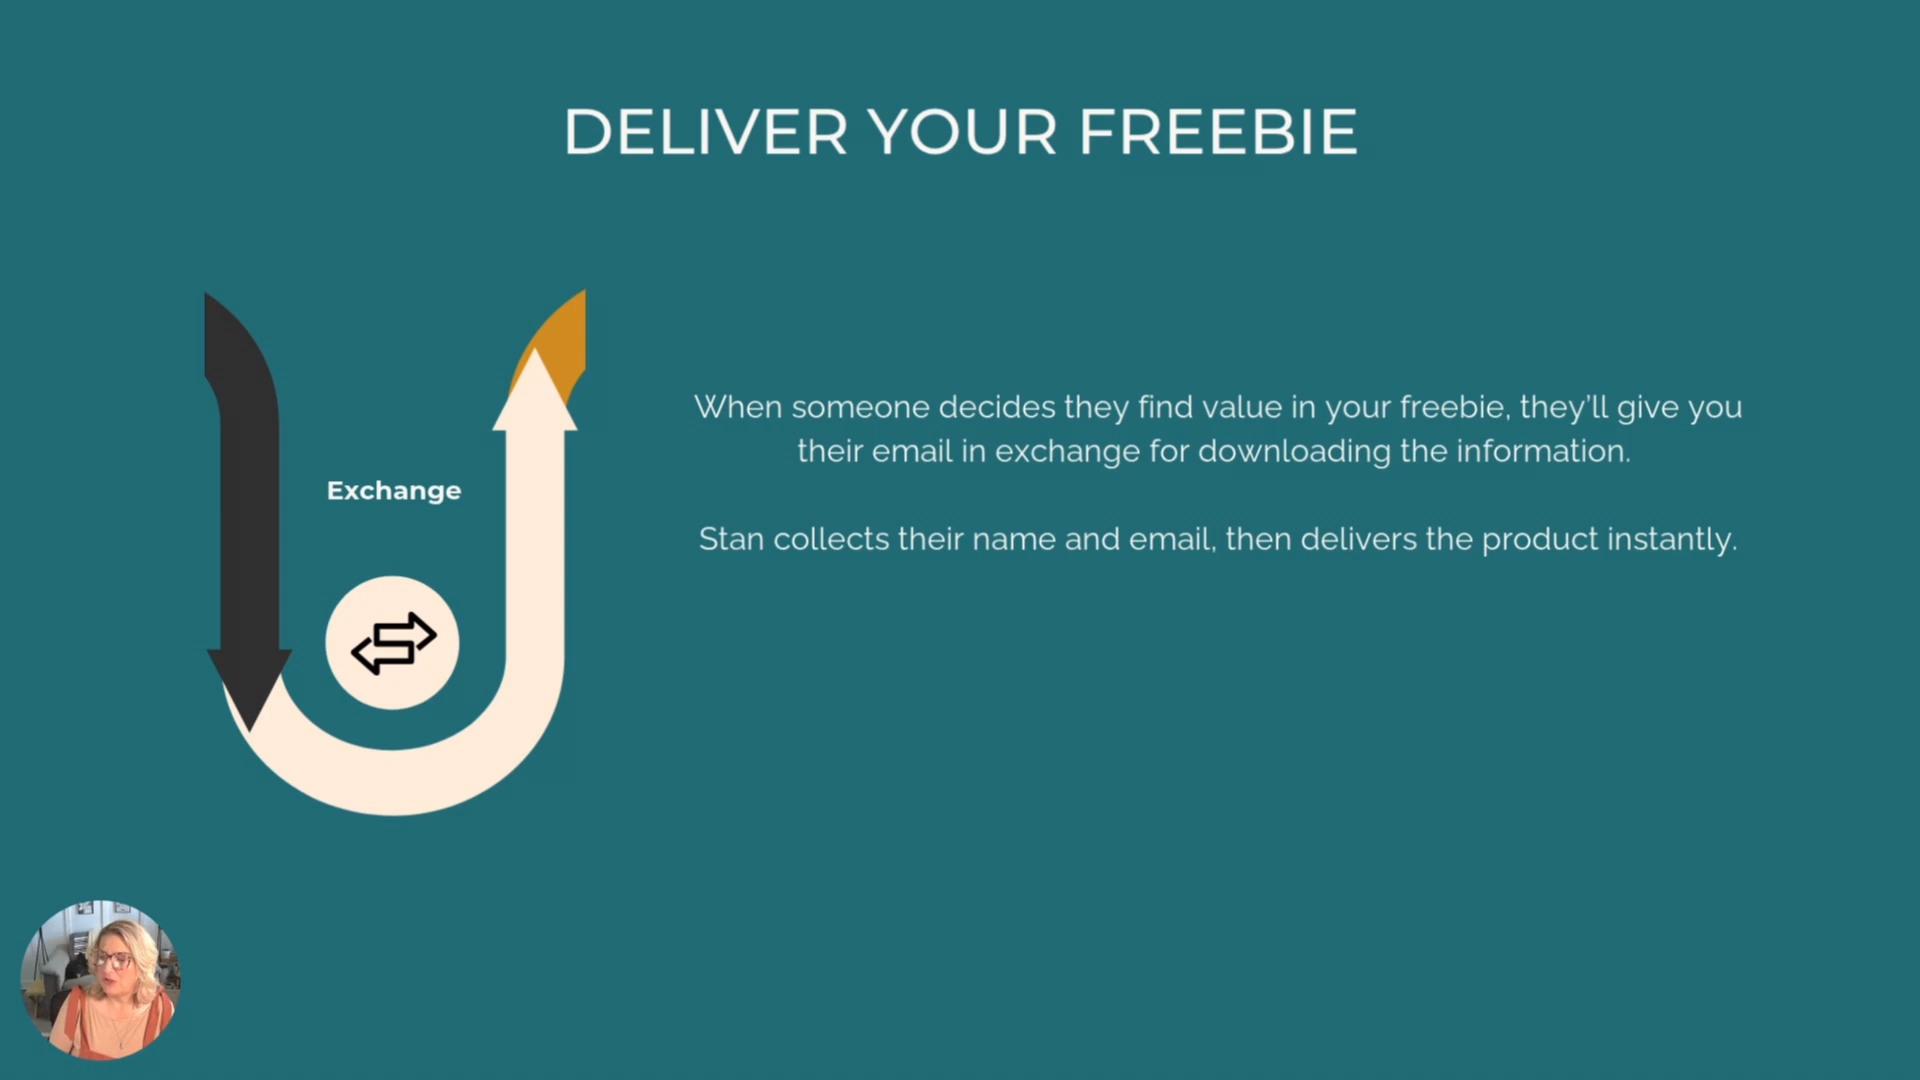 DELIVER YOUR FREEBIE
Exchange
When someone decides they find value in your freebie, they’ll give you
their email in exchange for downloading the information.
Stan collects their name and email, then delivers the product instantly.